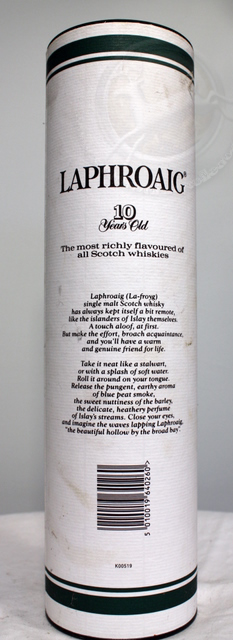 LAPHROAIG®
10
Years Old
The most richly flavoured of
all Scotch whiskies
Laphroaig (La-froyg)
single malt Scotch whisky
has always kept itself a bit remote,
like the islanders of Islay themselves.
A touch aloof, at first.
But make the effort, broach acquaintance,
and you'll have a warm
and genuine friend for life.
Take it neat like a stalwart,
or with a splash of soft water.
Roll it around on your tongue.
Release the pungent, earthy aroma
of blue peat smoke,
the sweet nuttiness of the barley,
the delicate, heathery perfume
of Islay's streams. Close your eyes,
and imagine the waves lapping Laphroaig,
"the beautiful hollow by the broad bay".
5 010019 640260 >
K00519